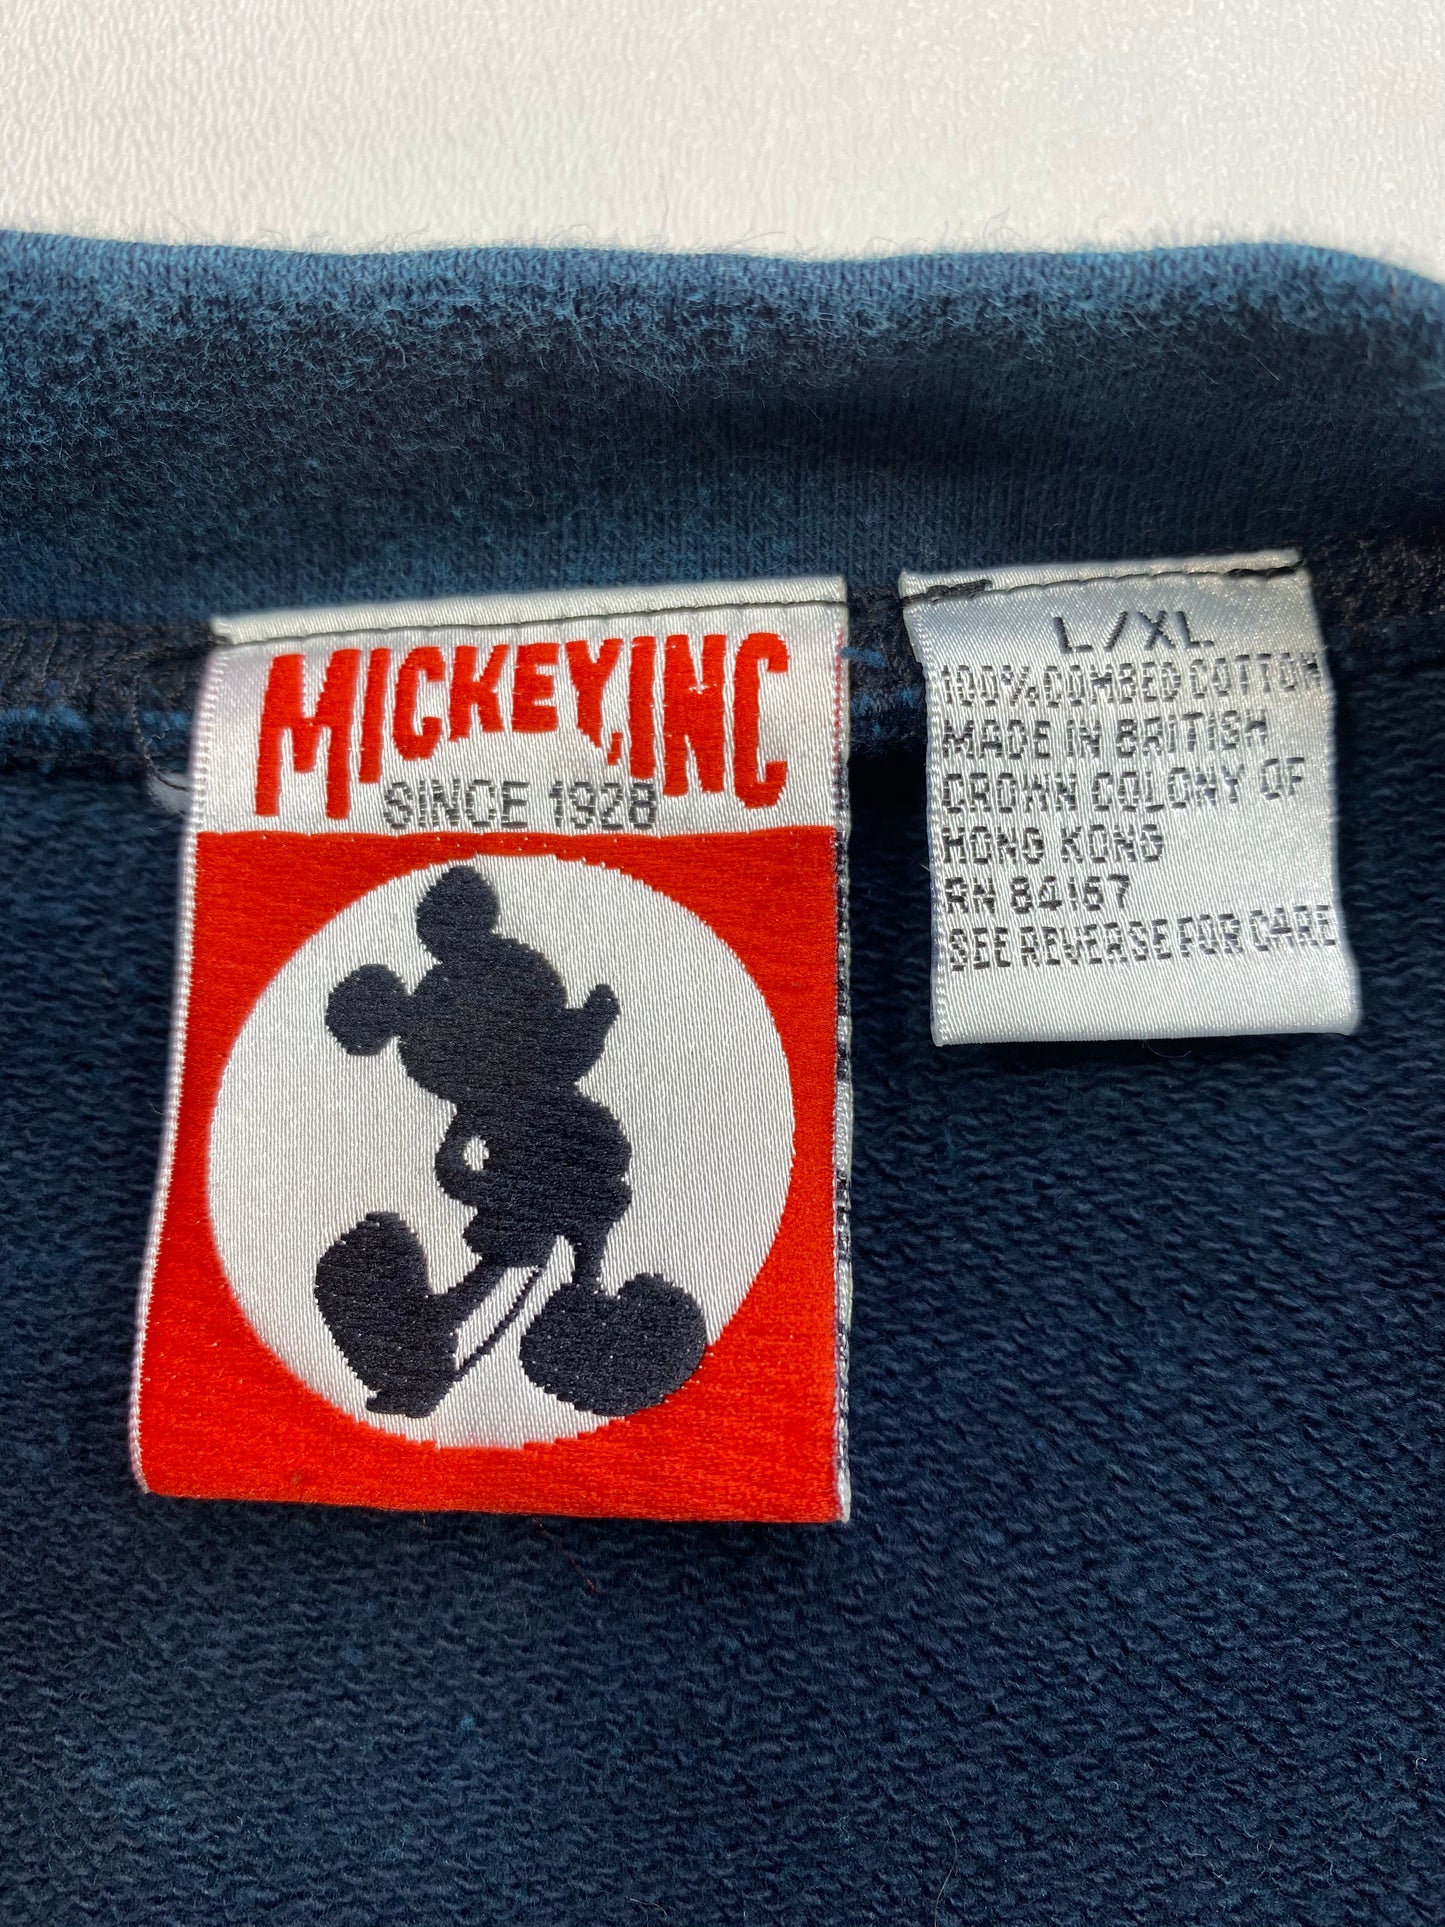 MICKEY, INC
SINCE 1928
L/XL
100% COMBED COTTON
MADE IN BRITISH
CROWN COLONY OF
HONG KONG
RN 84167
SEE REVERSE FOR CARE